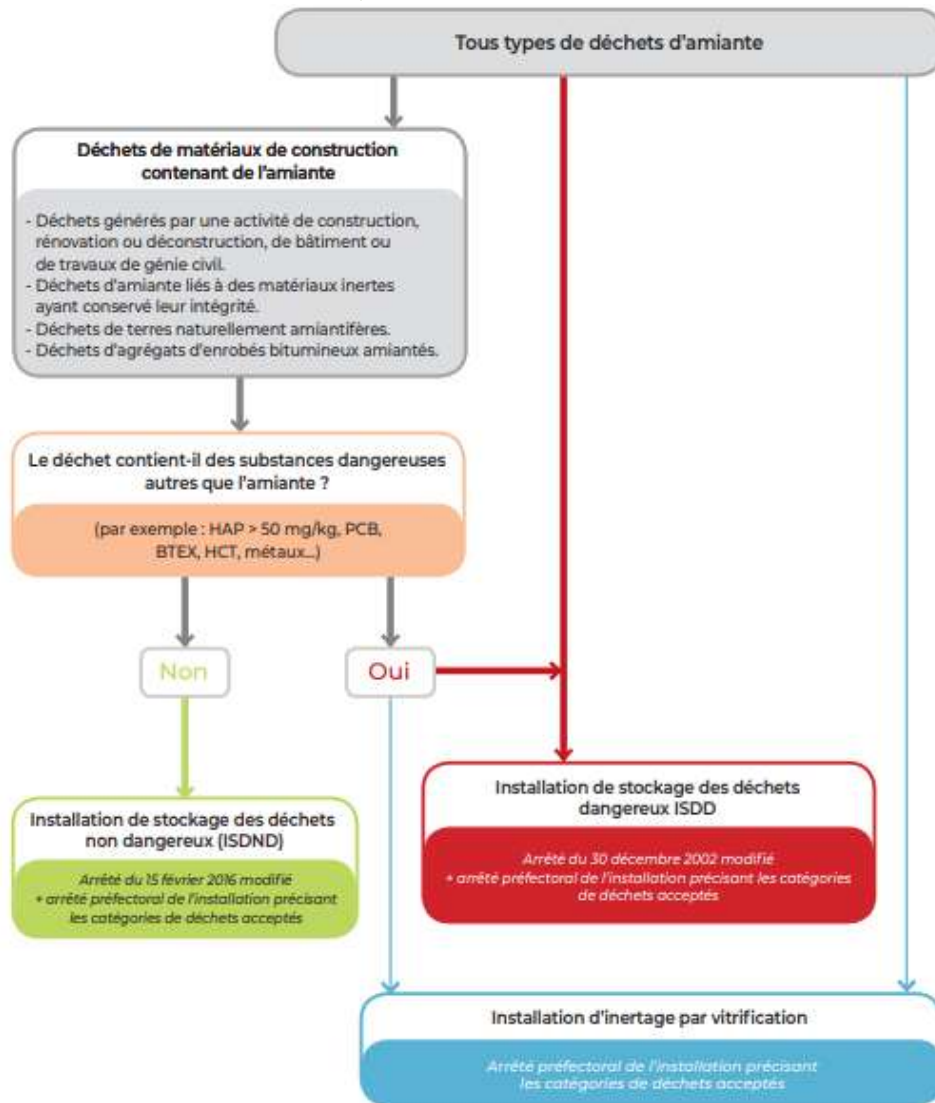 Tous types de déchets d'amiante
Déchets de matériaux de construction
contenant de l'amiante
- Déchets générés par une activité de construction,
rénovation ou déconstruction, de bâtiment ou
de travaux de génie civil.
- Déchets d'amiante liés à des matériaux inertes
ayant conservé leur intégrité.
- Déchets de terres naturellement amiantifères.
- Déchets d'agrégats d'enrobés bitumineux amiantés.
Le déchet contient-il des substances dangereuses
autres que l'amiante ?
(par exemple : HAP > 50 mg/kg, PCB,
BTEX, HCT, métaux...)
Non
Oui
Installation de stockage des déchets
non dangereux (ISDND)
Arrêté du 15 février 2016 modifié
+ arrêté préfectoral de l'installation précisant
les catégories de déchets acceptés
Installation de stockage des déchets
dangereux ISDD
Arrêté du 30 décembre 2002 modifié
+ arrêté préfectoral de l'installation précisant les catégories
de déchets acceptés
Installation d'inertage par vitrification
Arrêté préfectoral de l'installation précisant
les catégories de déchets acceptés